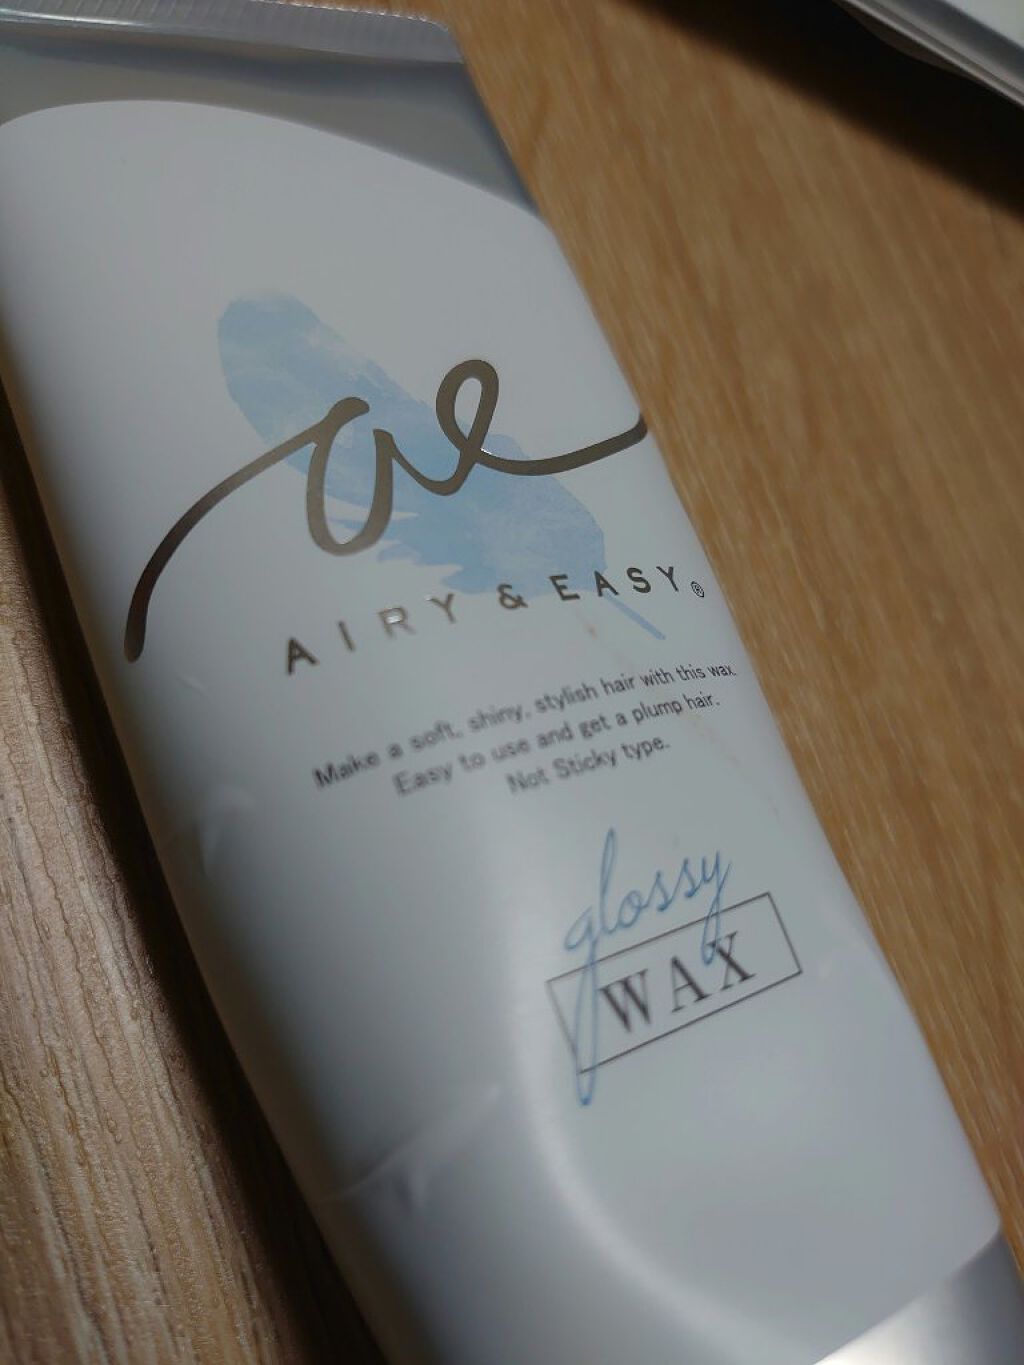 ae
AIRY & EASY®
Make a soft, shiny, stylish hair with this wax.
Easy to use and get a plump hair.
Not Sticky type.
glossy
WAX